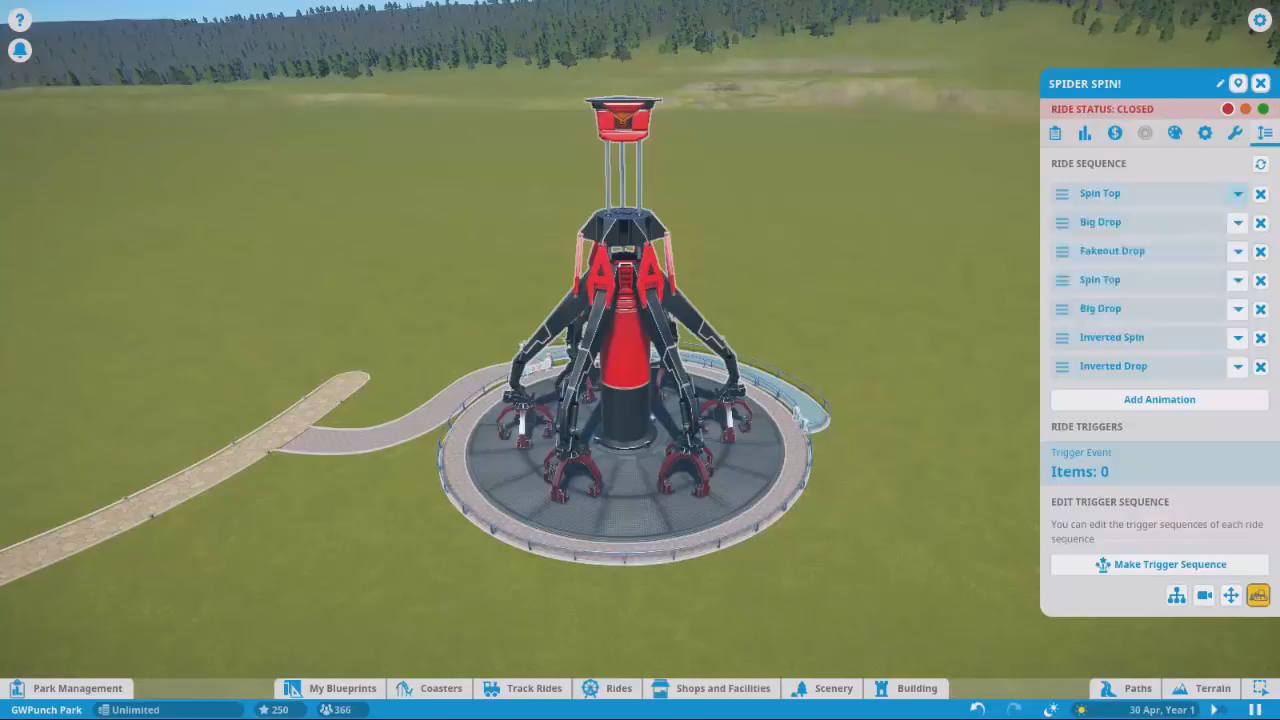 ?
SPIDER SPIN!
RIDE STATUS: CLOSED
RIDE SEQUENCE
Spin Top
Big Drop
Fakeout Drop
Spin Top
Big Drop
Inverted Spin
Inverted Drop
Add Animation
RIDE TRIGGERS
Trigger Event
Items: 0
EDIT TRIGGER SEQUENCE
You can edit the trigger sequences of each ride
sequence
Make Trigger Sequence
Park Management
My Blueprints
Coasters
Track Rides
Rides
Shops and Facilities
Scenery
Building
Paths
Terrain
GWPunch Park
Unlimited
250
366
30 Apr, Year 1